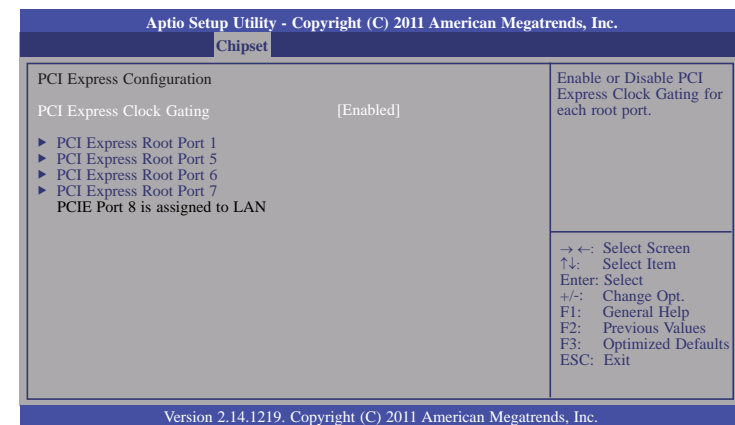 Aptio Setup Utility - Copyright (C) 2011 American Megatrends, Inc.
Chipset
PCI Express Configuration
PCI Express Clock Gating [Enabled]
► PCI Express Root Port 1
► PCI Express Root Port 5
► PCI Express Root Port 6
► PCI Express Root Port 7
PCIE Port 8 is assigned to LAN
Enable or Disable PCI
Express Clock Gating for
each root port.
→←: Select Screen
↑↓: Select Item
Enter: Select
+/-: Change Opt.
F1: General Help
F2: Previous Values
F3: Optimized Defaults
ESC: Exit
Version 2.14.1219. Copyright (C) 2011 American Megatrends, Inc.